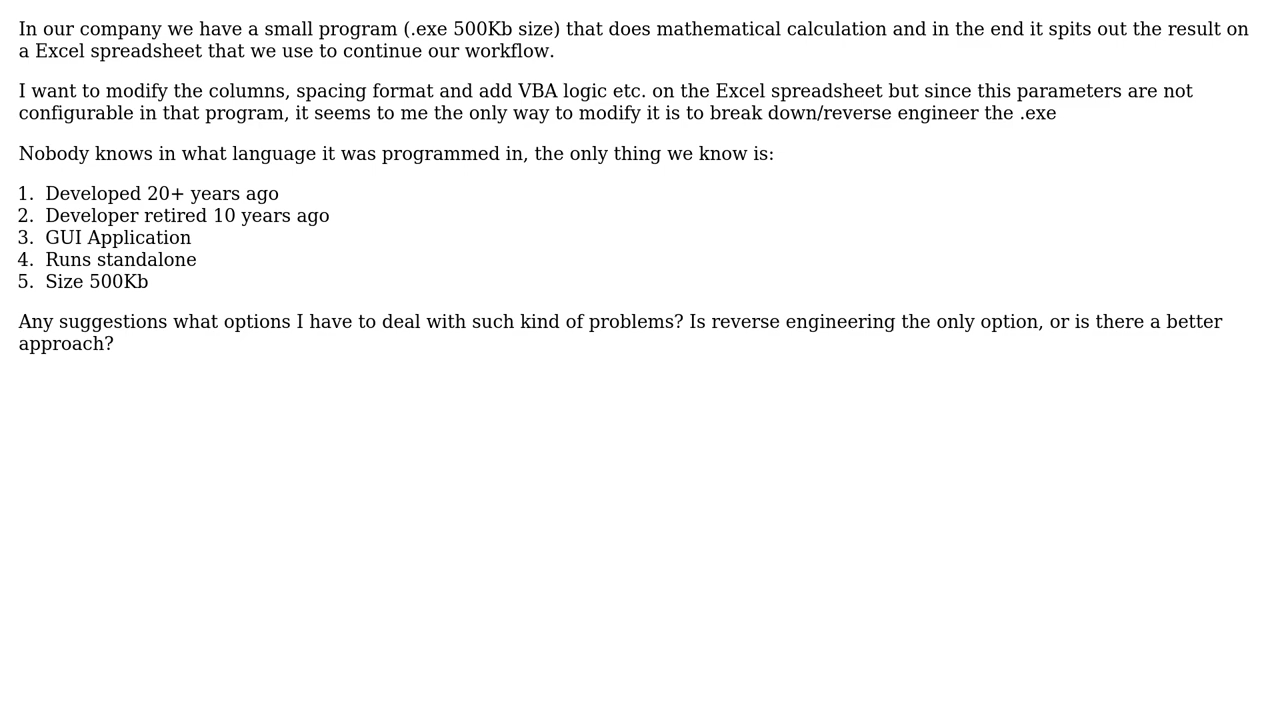 In our company we have a small program (.exe 500Kb size) that does mathematical calculation and in the end it spits out the result on
a Excel spreadsheet that we use to continue our workflow.
I want to modify the columns, spacing format and add VBA logic etc. on the Excel spreadsheet but since this parameters are not
configurable in that program, it seems to me the only way to modify it is to break down/reverse engineer the .exe
Nobody knows in what language it was programmed in, the only thing we know is:
1. Developed 20+ years ago
2. Developer retired 10 years ago
3. GUI Application
4. Runs standalone
5. Size 500Kb
Any suggestions what options I have to deal with such kind of problems? Is reverse engineering the only option, or is there a better
approach?